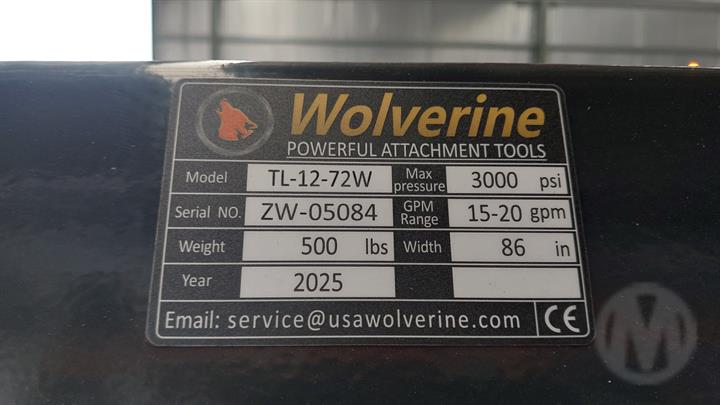 Wolverine
POWERFUL ATTACHMENT TOOLS
Model TL-12-72W Max pressure 3000 psi
Serial NO. ZW-05084 GPM Range 15-20 gpm
Weight 500 lbs Width 86 in
Year 2025
Email: service@usawolverine.com CE
M